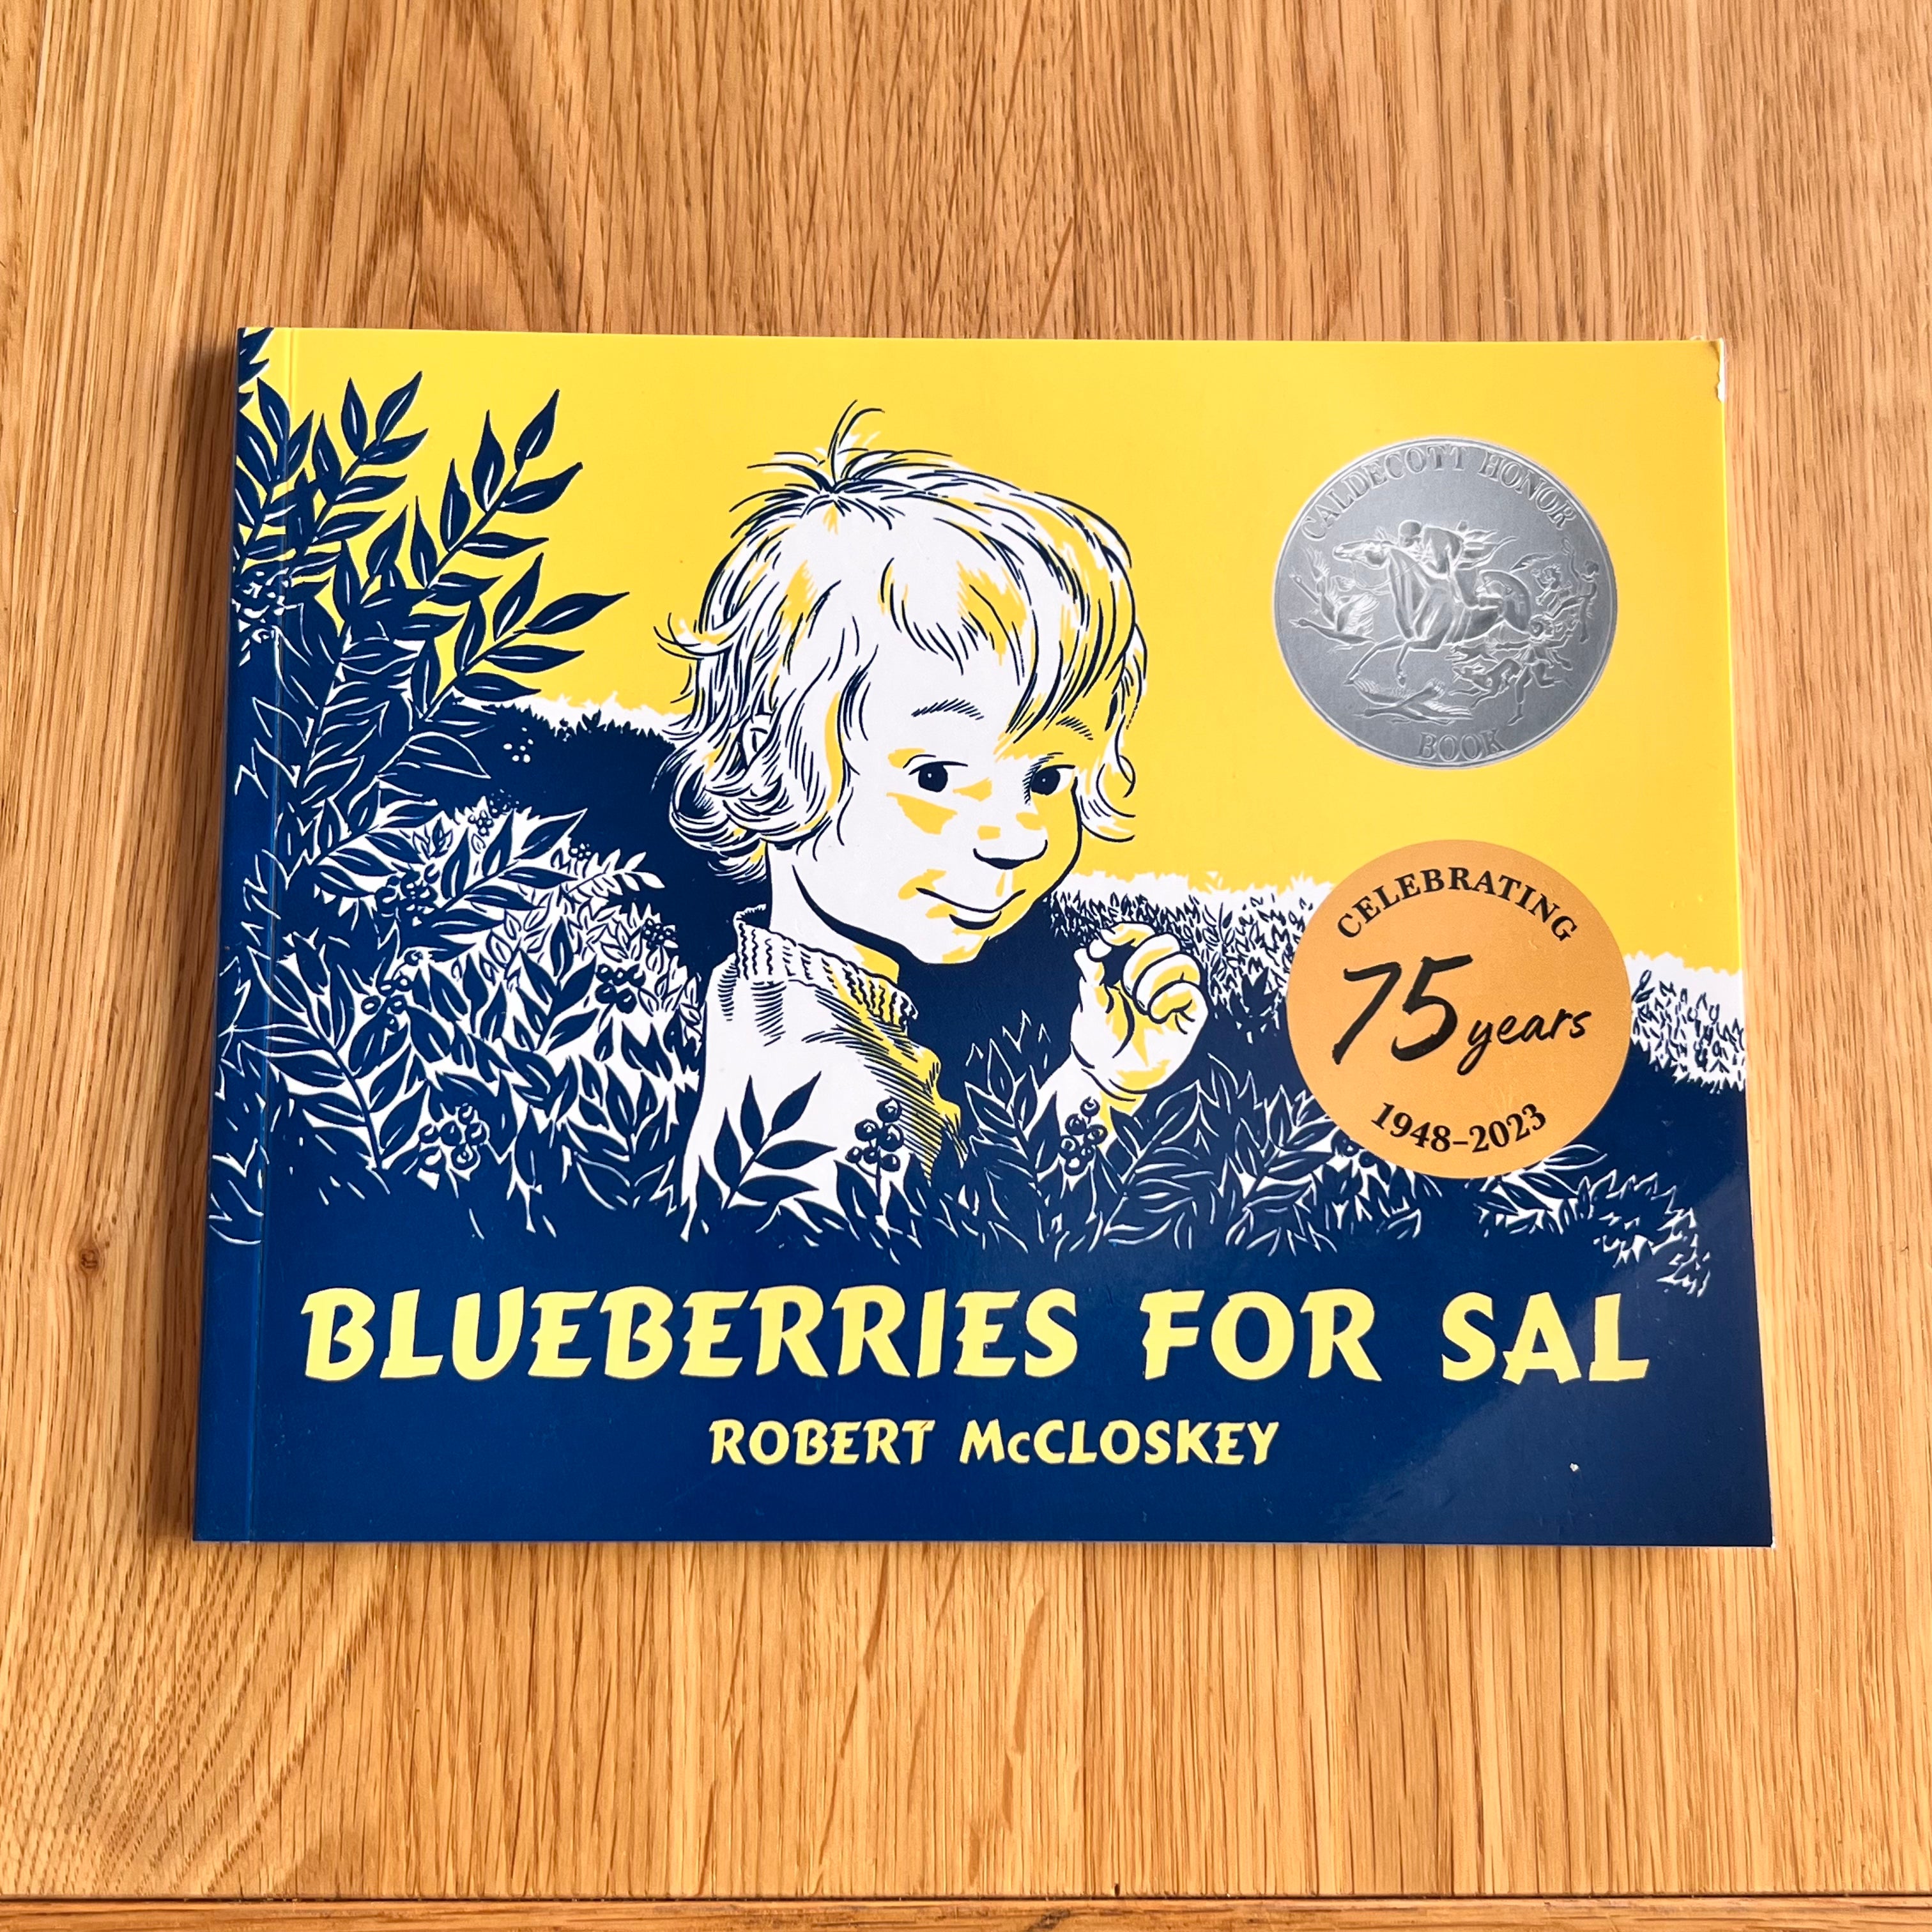 CALDECOTT HONOR
BOOK
CELEBRATING
75 years
1948–2023
BLUEBERRIES FOR SAL
ROBERT McCLOSKEY